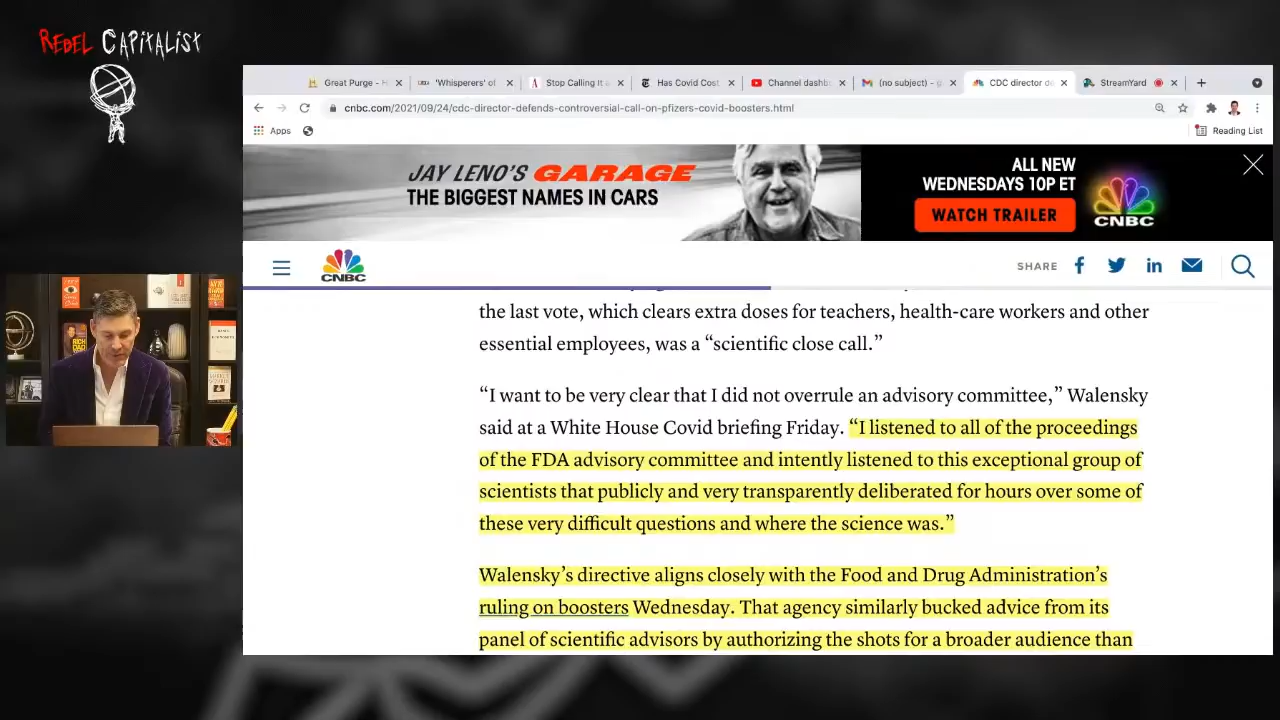 REBEL CAPITALIST
Great Purge - H
'Whisperers' of
Stop Calling It a
Has Covid Cost
Channel dashb
(no subject) - g
CDC director de
StreamYard
cnbc.com/2021/09/24/cdc-director-defends-controversial-call-on-pfizers-covid-boosters.html
Apps
Reading List
JAY LENO'S GARAGE
THE BIGGEST NAMES IN CARS
ALL NEW
WEDNESDAYS 10P ET
WATCH TRAILER
CNBC
CNBC
SHARE
the last vote, which clears extra doses for teachers, health-care workers and other
essential employees, was a “scientific close call.”
“I want to be very clear that I did not overrule an advisory committee,” Walensky
said at a White House Covid briefing Friday. “I listened to all of the proceedings
of the FDA advisory committee and intently listened to this exceptional group of
scientists that publicly and very transparently deliberated for hours over some of
these very difficult questions and where the science was.”
Walensky’s directive aligns closely with the Food and Drug Administration’s
ruling on boosters Wednesday. That agency similarly bucked advice from its
panel of scientific advisors by authorizing the shots for a broader audience than
RICH
DAD